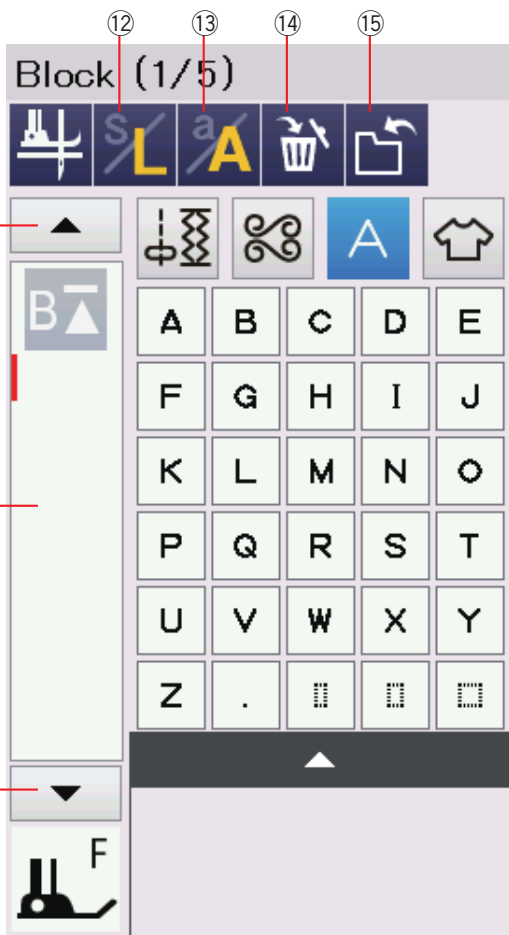 ⑫ ⑬ ⑭ ⑮
Block (1/5)
S/L a/A
A
B
A B C D E
F G H I J
K L M N O
P Q R S T
U V W X Y
Z .
F